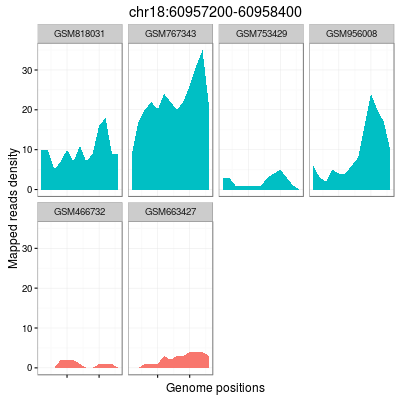 chr18:60957200-60958400
GSM818031 GSM767343 GSM753429 GSM956008
30
20
10
0
Mapped reads density
GSM466732 GSM663427
30
20
10
0
Genome positions